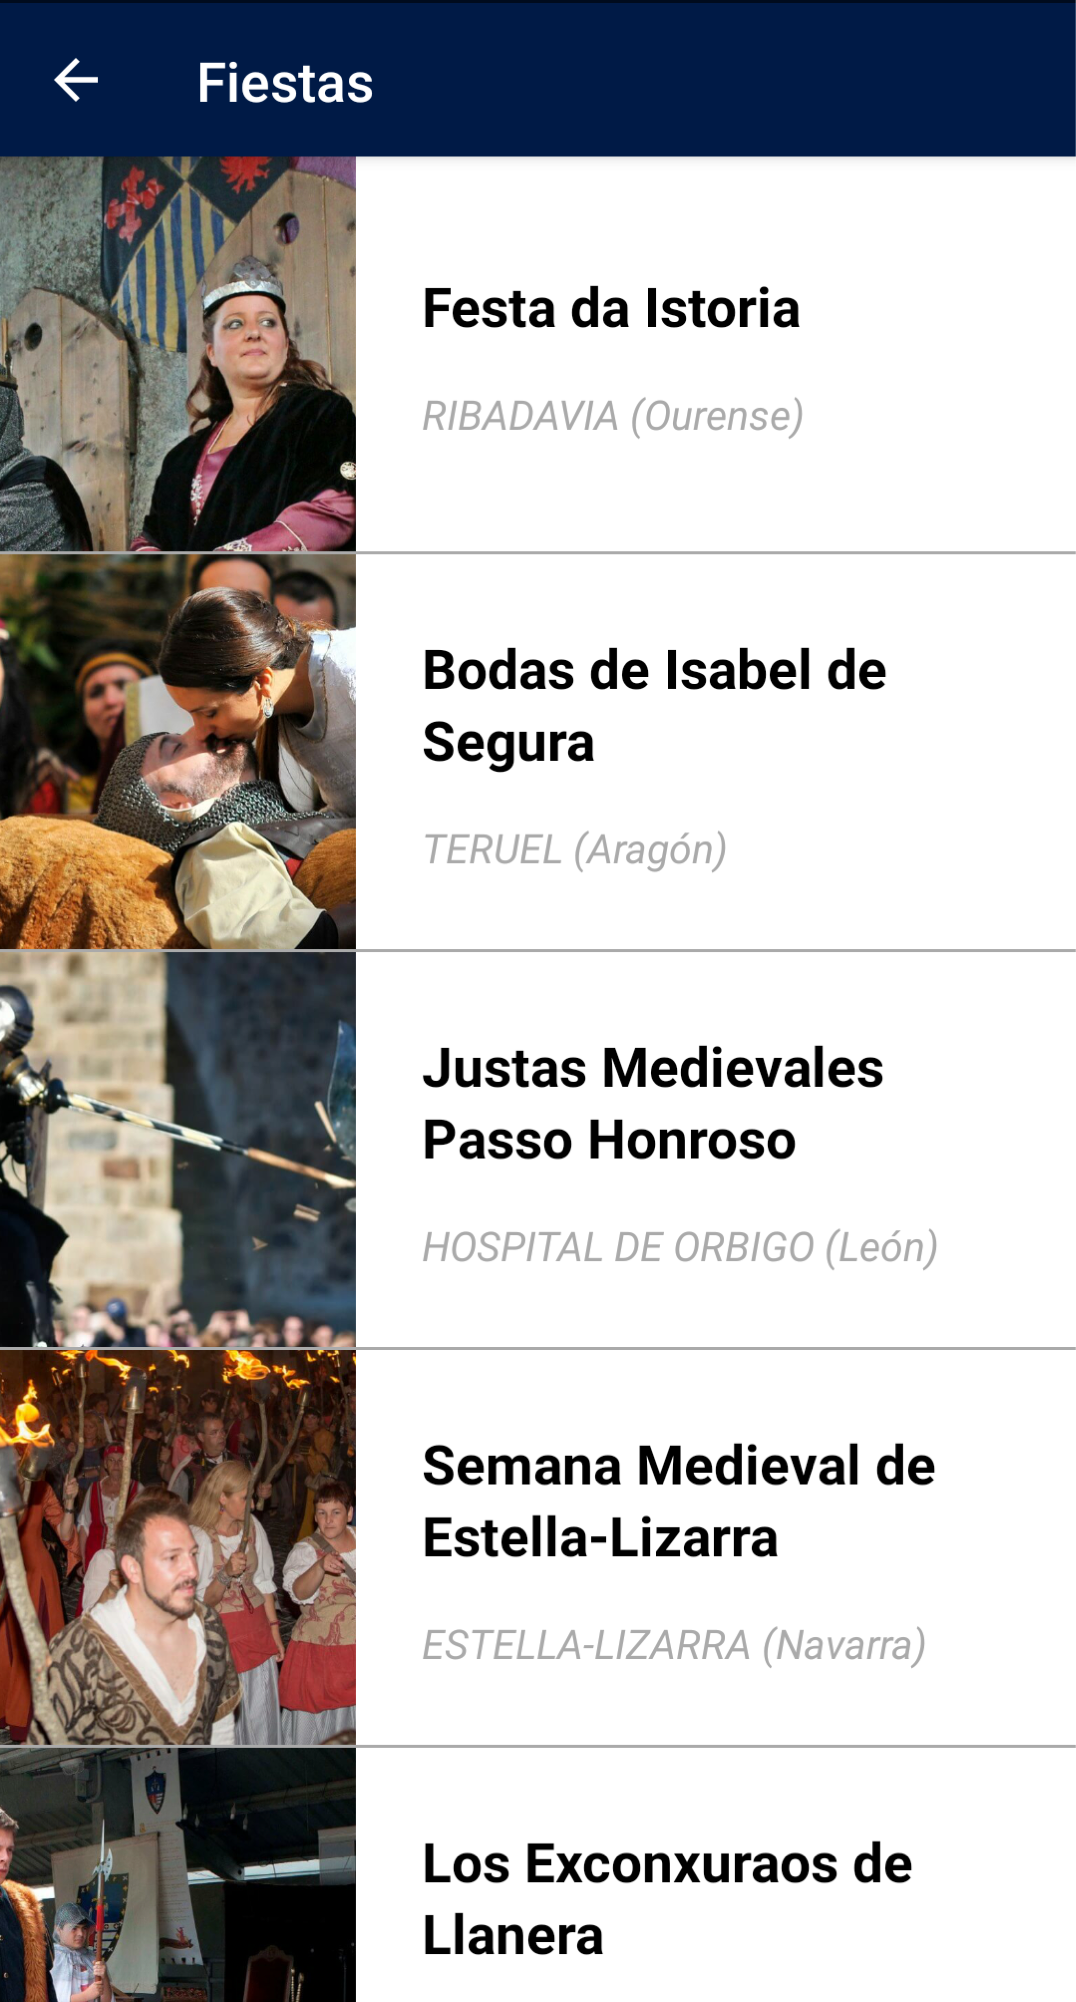 Fiestas
Festa da Istoria
RIBADAVIA (Ourense)
Bodas de Isabel de
Segura
TERUEL (Aragón)
Justas Medievales
Passo Honroso
HOSPITAL DE ORBIGO (León)
Semana Medieval de
Estella-Lizarra
ESTELLA-LIZARRA (Navarra)
Los Exconxuraos de
Llanera